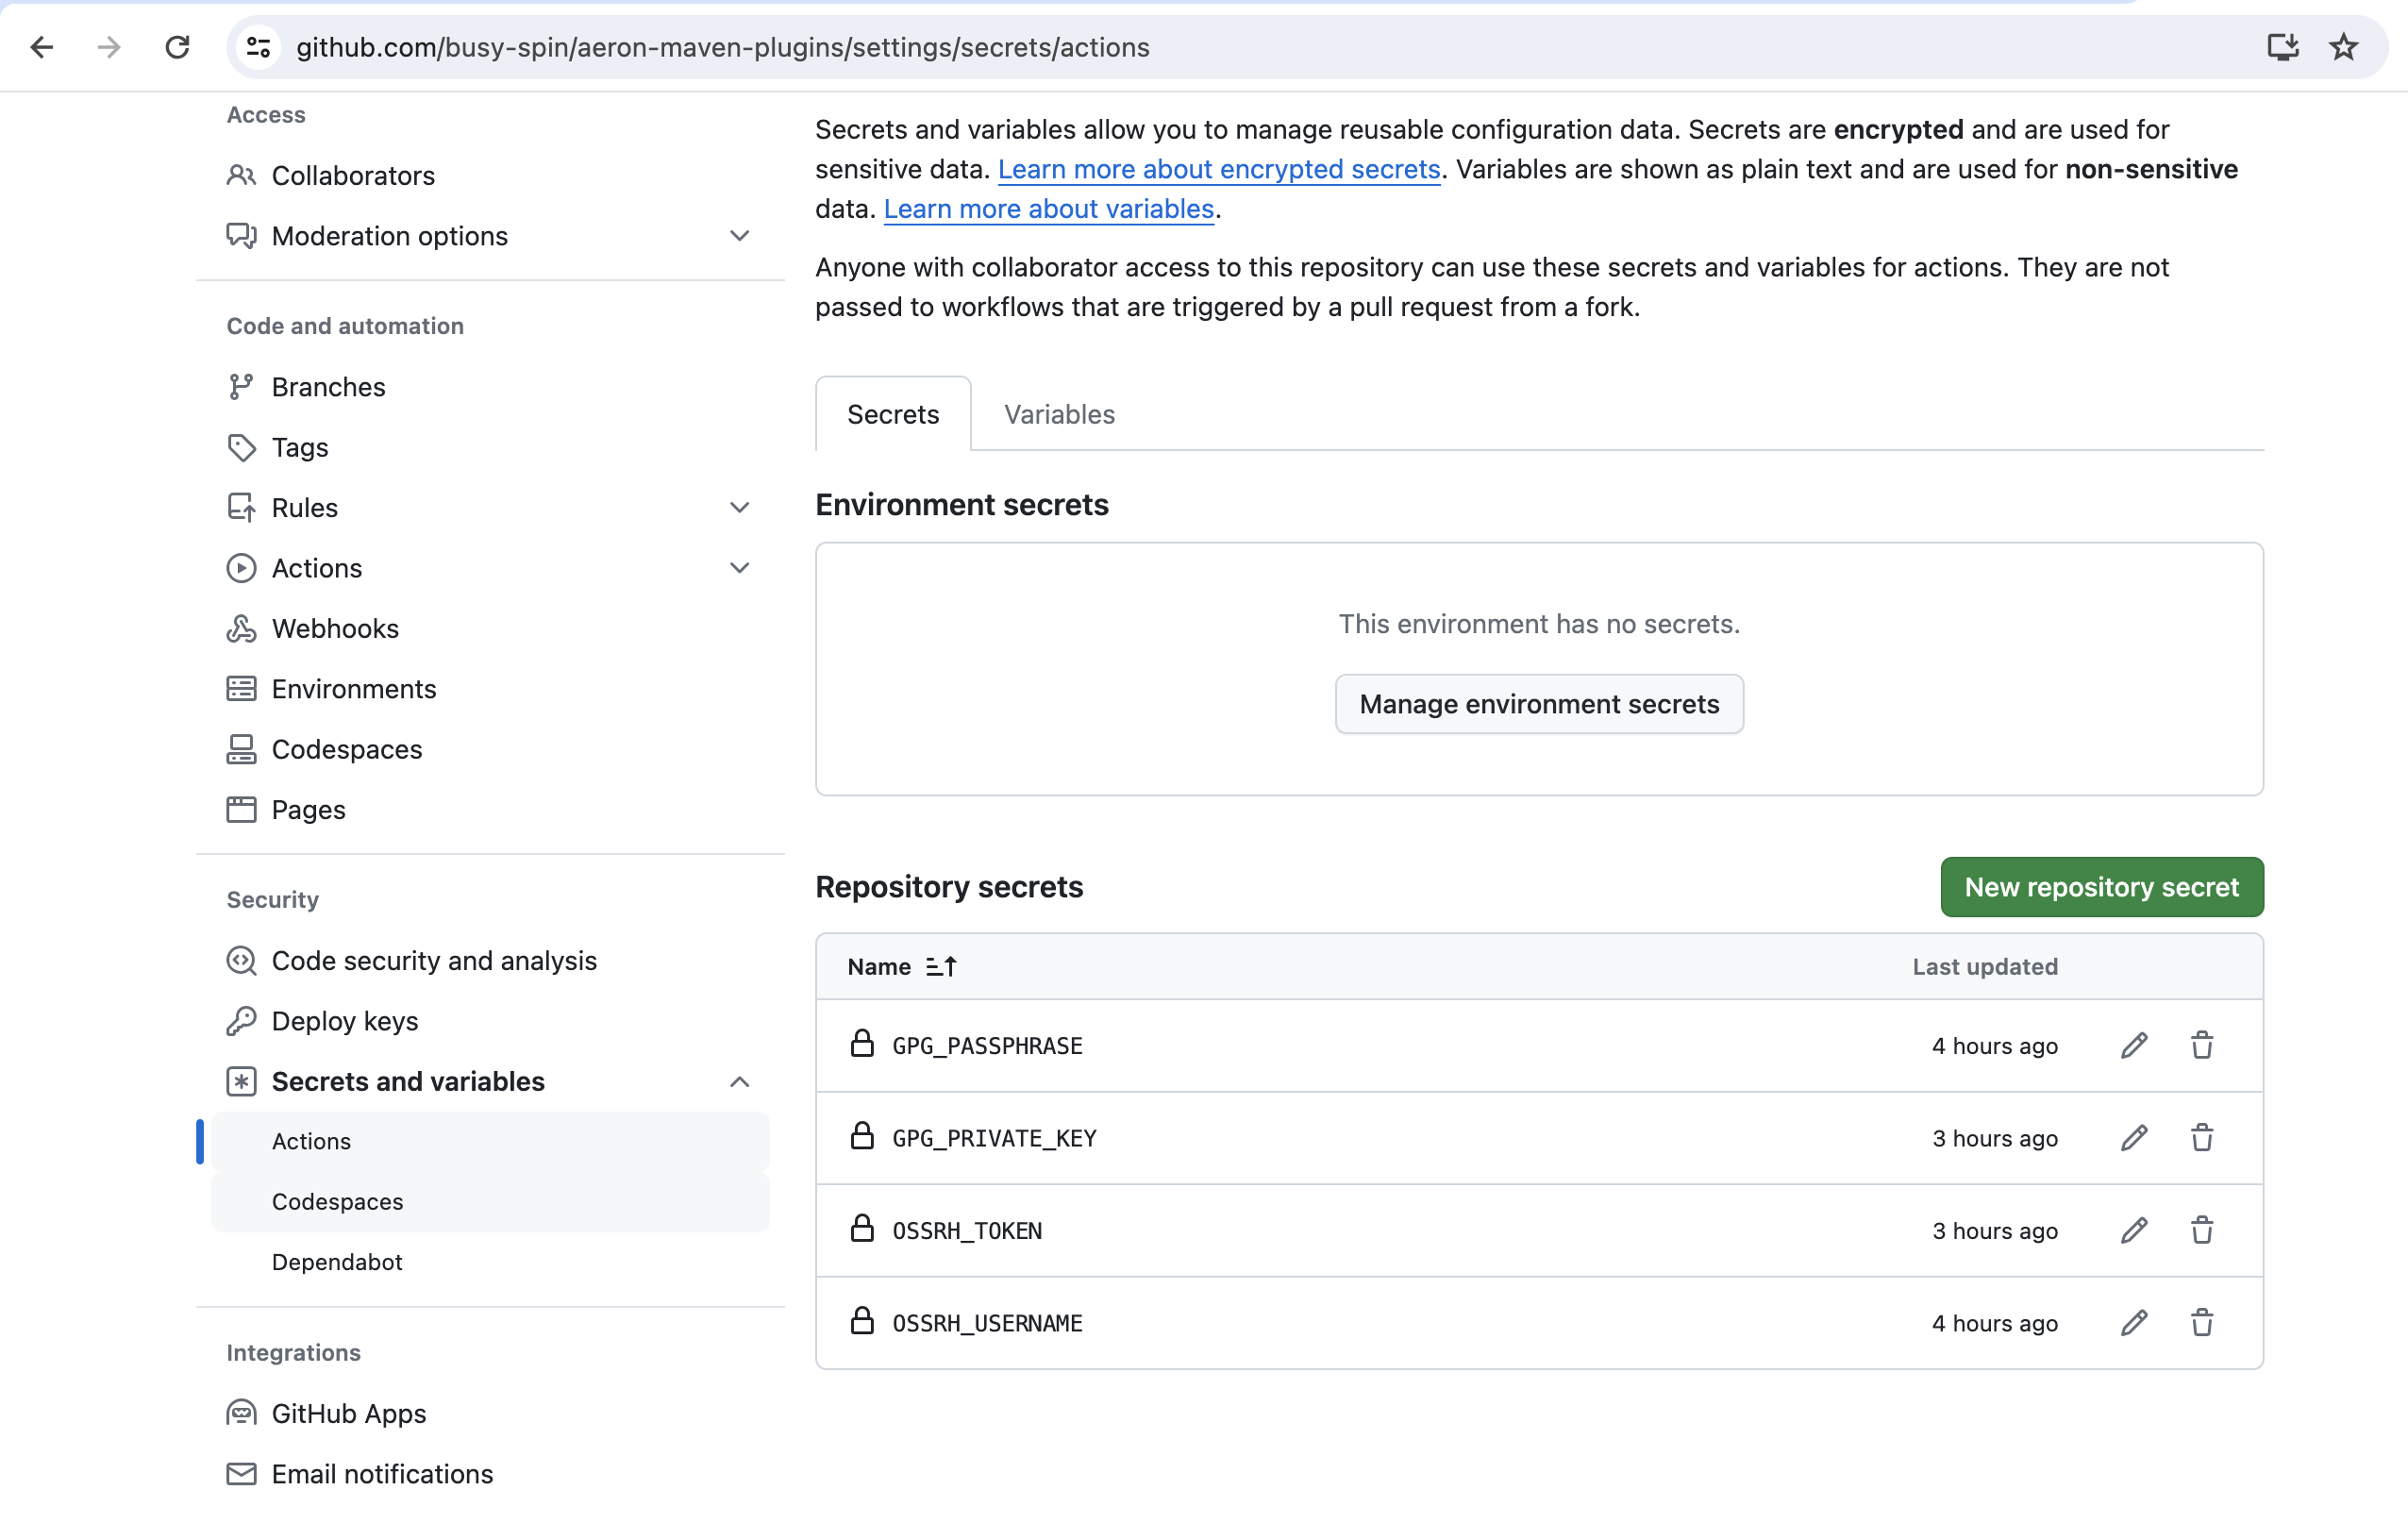 github.com/busy-spin/aeron-maven-plugins/settings/secrets/actions
Access
Collaborators
Moderation options
Code and automation
Branches
Tags
Rules
Actions
Webhooks
Environments
Codespaces
Pages
Security
Code security and analysis
Deploy keys
Secrets and variables
Actions
Codespaces
Dependabot
Integrations
GitHub Apps
Email notifications
Secrets and variables allow you to manage reusable configuration data. Secrets are encrypted and are used for
sensitive data. Learn more about encrypted secrets. Variables are shown as plain text and are used for non-sensitive
data. Learn more about variables.
Anyone with collaborator access to this repository can use these secrets and variables for actions. They are not
passed to workflows that are triggered by a pull request from a fork.
Secrets Variables
Environment secrets
This environment has no secrets.
Manage environment secrets
Repository secrets New repository secret
Name Last updated
GPG_PASSPHRASE 4 hours ago
GPG_PRIVATE_KEY 3 hours ago
OSSRH_TOKEN 3 hours ago
OSSRH_USERNAME 4 hours ago